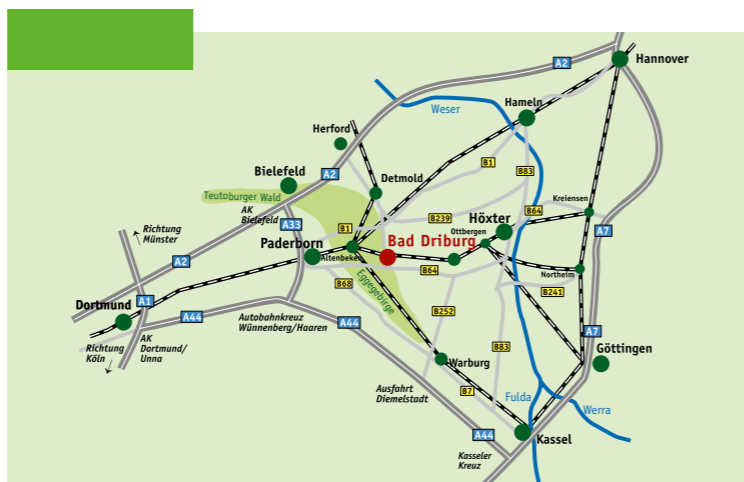 Hannover
A2
Weser
Hameln
Herford
B1
Bielefeld
A2
Detmold
B83
Teutoburger Wald
Kreiensen
AK
Bielefeld
A33
B1
B239
Höxter
B64
Richtung
Münster
Paderborn
Altenbeken
Bad Driburg
Ottbergen
A7
A2
B64
Northeim
B68
Eggegebirge
B241
Dortmund
A1
A44
Autobahnkreuz
Wünnenberg/Haaren
A44
B252
A7
Richtung
Köln
AK
Dortmund/
Unna
B83
Göttingen
Warburg
Ausfahrt
Diemelstadt
B7
Fulda
Werra
A44
Kassel
Kasseler
Kreuz